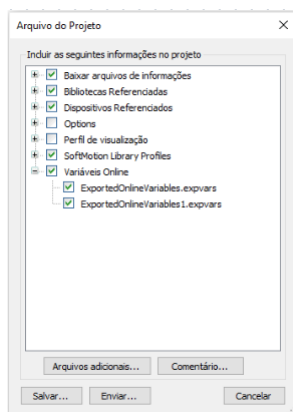 Arquivo do Projeto
Incluir as seguintes informações no projeto
Baixar arquivos de informações
Bibliotecas Referenciadas
Dispositivos Referenciados
Options
Perfil de visualização
SoftMotion Library Profiles
Variáveis Online
ExportedOnlineVariables.expvars
ExportedOnlineVariables1.expvars
Arquivos adicionais... Comentário...
Salvar... Enviar... Cancelar